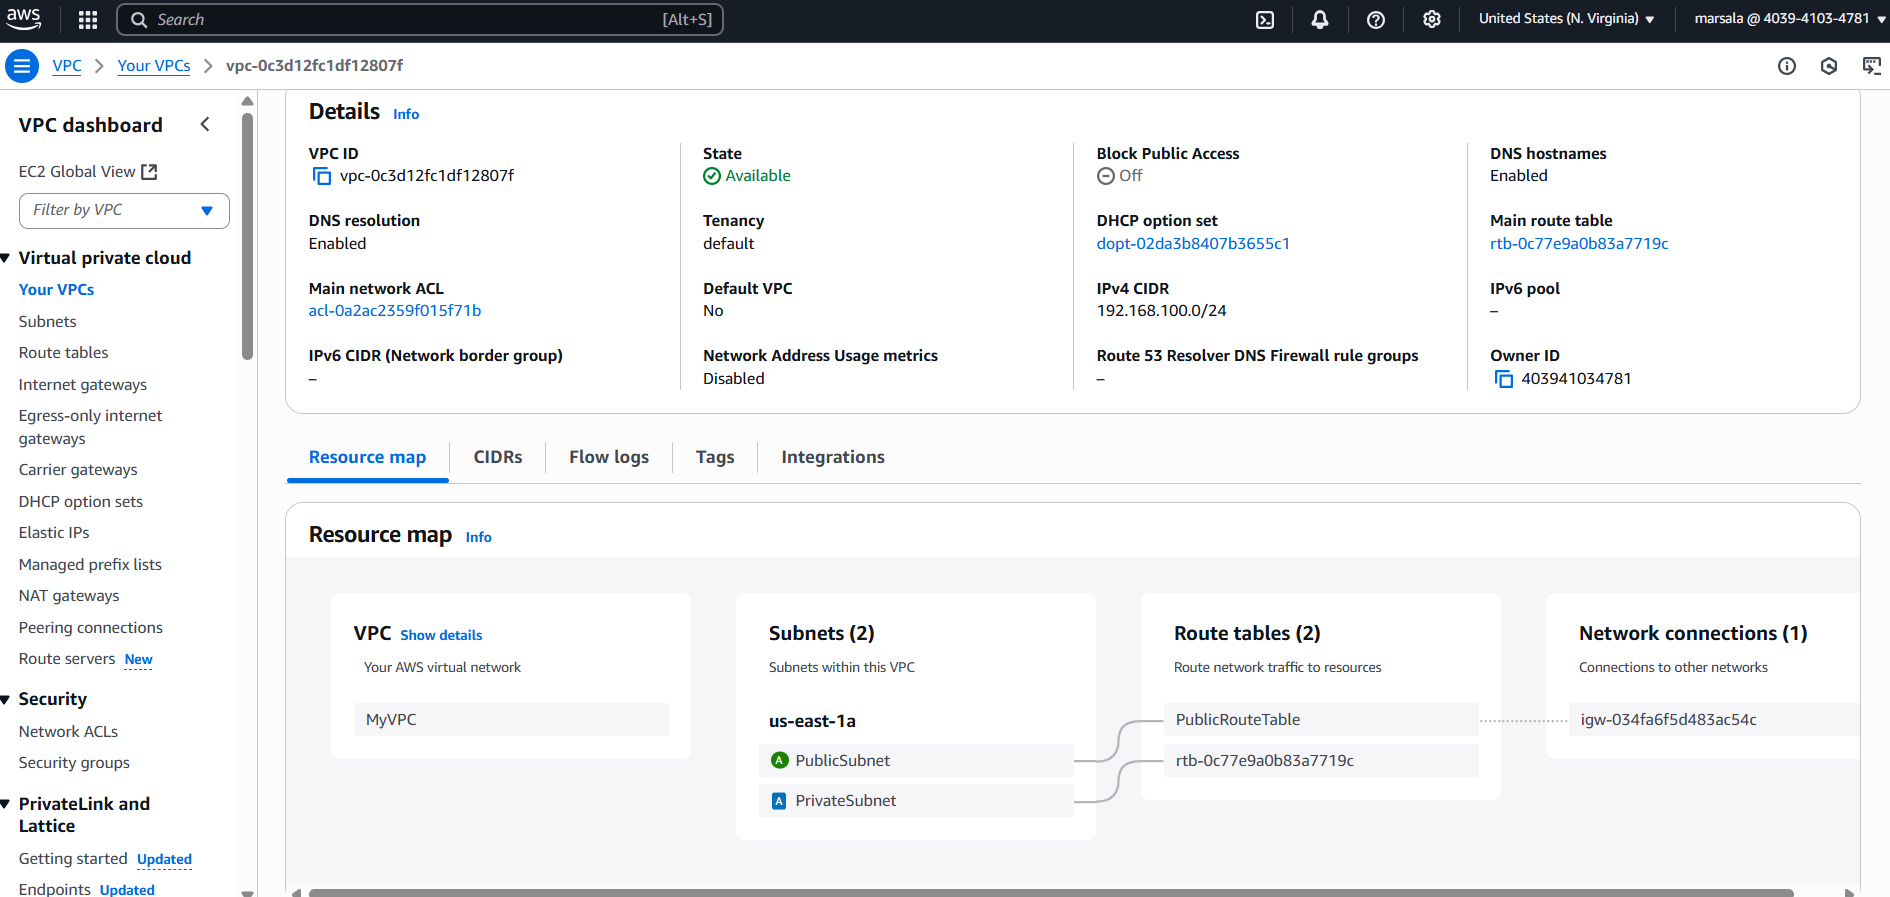 aws
Search [Alt+S]
United States (N. Virginia)
marsala @ 4039-4103-4781
VPC
Your VPCs
vpc-0c3d12fc1df12807f
VPC dashboard
EC2 Global View
Filter by VPC
Virtual private cloud
Your VPCs
Subnets
Route tables
Internet gateways
Egress-only internet
gateways
Carrier gateways
DHCP option sets
Elastic IPs
Managed prefix lists
NAT gateways
Peering connections
Route servers New
Security
Network ACLs
Security groups
PrivateLink and
Lattice
Getting started Updated
Endpoints Updated
Details Info
VPC ID
vpc-0c3d12fc1df12807f
State
Available
Block Public Access
Off
DNS hostnames
Enabled
DNS resolution
Enabled
Tenancy
default
DHCP option set
dopt-02da3b8407b3655c1
Main route table
rtb-0c77e9a0b83a7719c
Main network ACL
acl-0a2ac2359f015f71b
Default VPC
No
IPv4 CIDR
192.168.100.0/24
IPv6 pool
–
IPv6 CIDR (Network border group)
–
Network Address Usage metrics
Disabled
Route 53 Resolver DNS Firewall rule groups
–
Owner ID
403941034781
Resource map
CIDRs
Flow logs
Tags
Integrations
Resource map Info
VPC Show details
Your AWS virtual network
MyVPC
Subnets (2)
Subnets within this VPC
us-east-1a
A PublicSubnet
A PrivateSubnet
Route tables (2)
Route network traffic to resources
PublicRouteTable
rtb-0c77e9a0b83a7719c
Network connections (1)
Connections to other networks
igw-034fa6f5d483ac54c